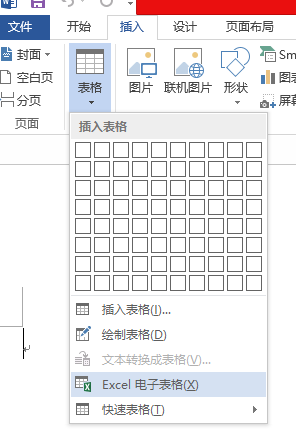 文件 开始 插入 设计 页面布局
封面
空白页
分页
页面
表格
图片 联机图片 形状
Sm
图表
屏幕
插入表格
插入表格(I)...
绘制表格(D)
文本转换成表格(V)...
Excel 电子表格(X)
快速表格(T)